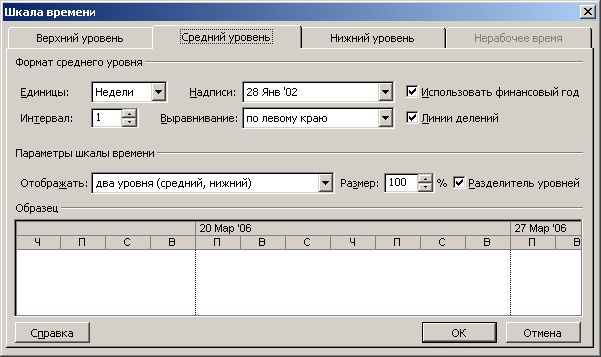 Шкала времени
Верхний уровень Средний уровень Нижний уровень Нерабочее время
Формат среднего уровня
Единицы: Недели Надписи: 28 Янв '02 Использовать финансовый год
Интервал: 1 Выравнивание: по левому краю Линии делений
Параметры шкалы времени
Отображать: два уровня (средний, нижний) Размер: 100 % Разделитель уровней
Образец
20 Мар '06 27 Мар '06
Ч П С В П В С Ч П С В П В
Справка ОК Отмена